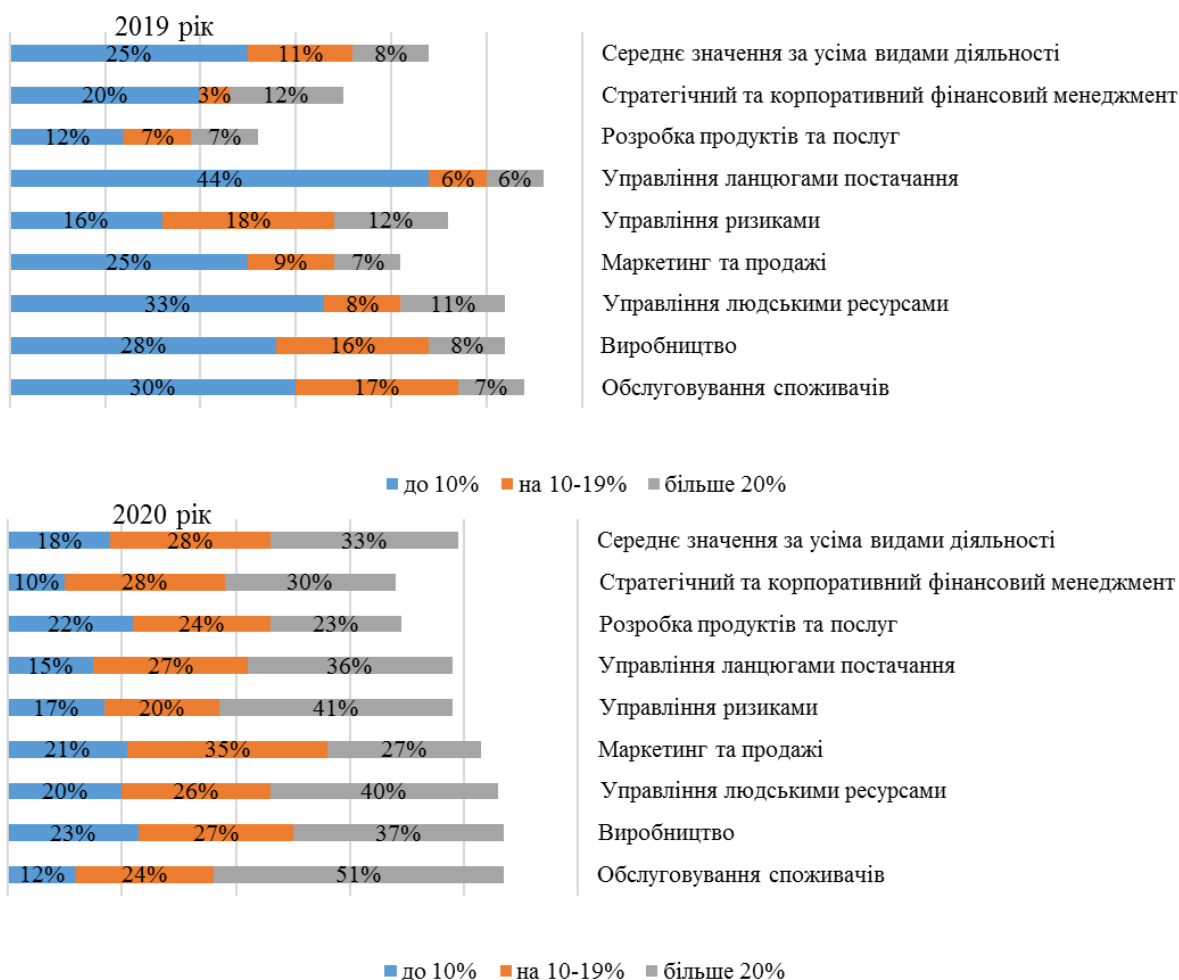 2019 рік
25% 11% 8% Середнє значення за усіма видами діяльності
20% 3% 12% Стратегічний та корпоративний фінансовий менеджмент
12% 7% 7% Розробка продуктів та послуг
44% 6% 6% Управління ланцюгами постачання
16% 18% 12% Управління ризиками
25% 9% 7% Маркетинг та продажі
33% 8% 11% Управління людськими ресурсами
28% 16% 8% Виробництво
30% 17% 7% Обслуговування споживачів
до 10% на 10-19% більше 20%
2020 рік
18% 28% 33% Середнє значення за усіма видами діяльності
10% 28% 30% Стратегічний та корпоративний фінансовий менеджмент
22% 24% 23% Розробка продуктів та послуг
15% 27% 36% Управління ланцюгами постачання
17% 20% 41% Управління ризиками
21% 35% 27% Маркетинг та продажі
20% 26% 40% Управління людськими ресурсами
23% 27% 37% Виробництво
12% 24% 51% Обслуговування споживачів
до 10% на 10-19% більше 20%